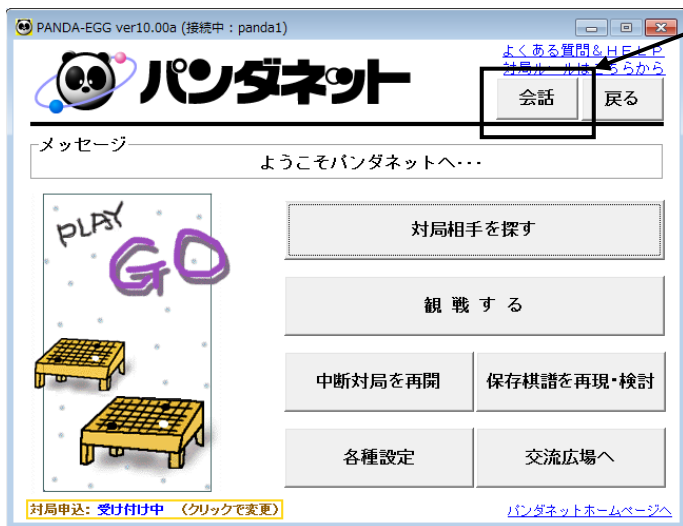 PANDA-EGG ver10.00a (接続中：panda1)
パンダネット
よくある質問&HELP
対局ルールはこちらから
会話
戻る
メッセージ
ようこそパンダネットへ・・・
PLAY
GO
対局相手を探す
観 戦 す る
中断対局を再開
保存棋譜を再現・検討
各種設定
交流広場へ
対局申込: 受け付け中 (クリックで変更)
パンダネットホームページへ